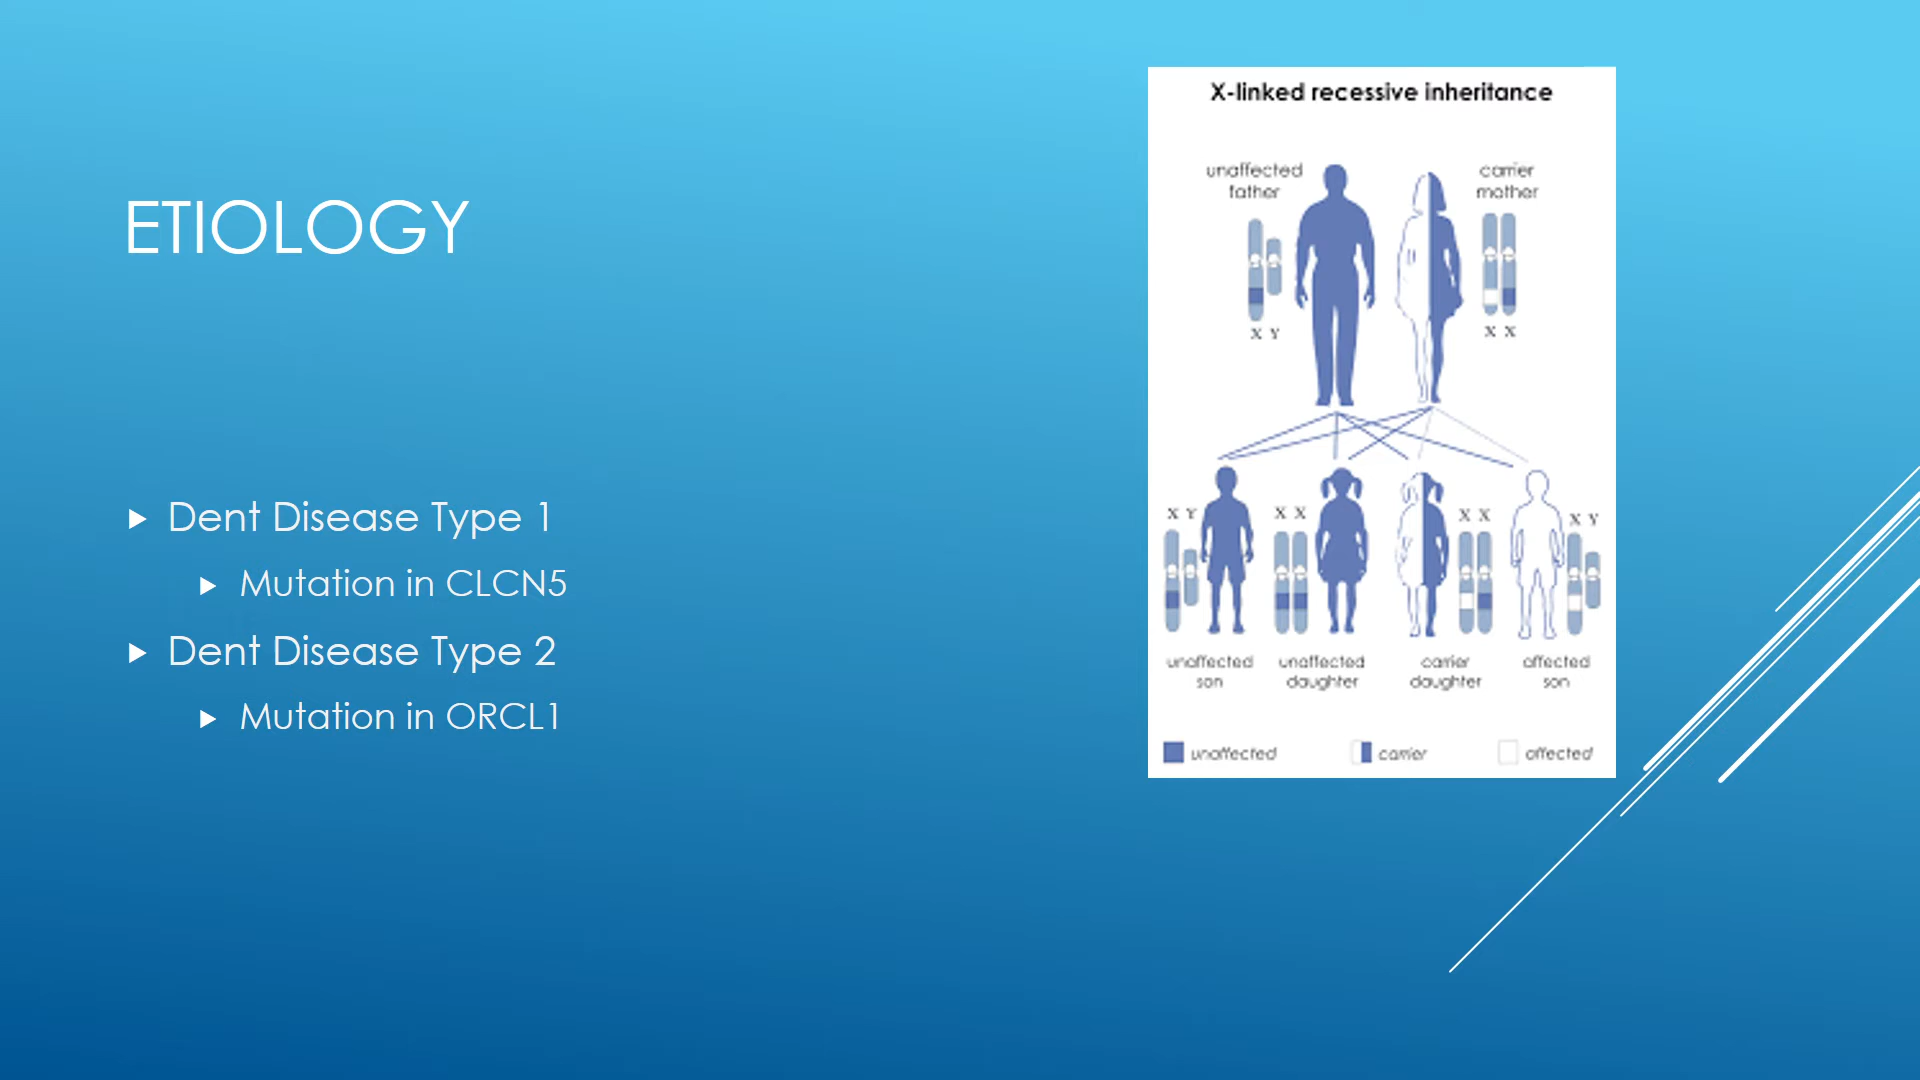 ETIOLOGY
Dent Disease Type 1
Mutation in CLCN5
Dent Disease Type 2
Mutation in ORCL1
X-linked recessive inheritance
unaffected
father
carrier
mother
X Y
X X
X Y
X X
X X
X Y
unaffected
son
unaffected
daughter
carrier
daughter
affected
son
unaffected
carrier
affected